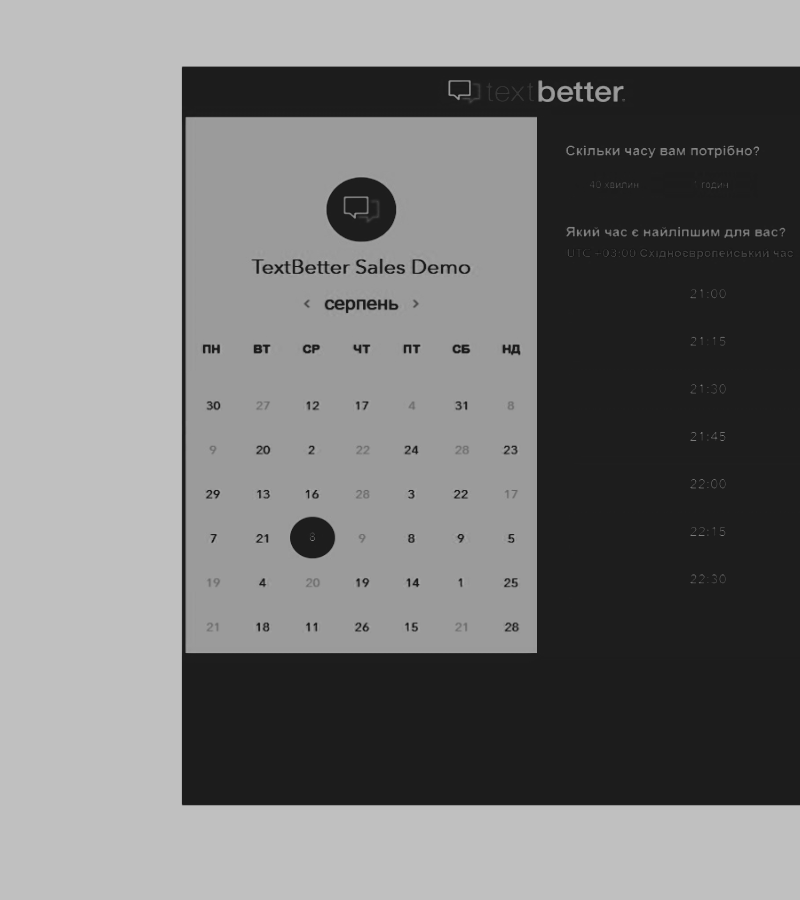 textbetter.
TextBetter Sales Demo
‹ серпень ›
ПН ВТ СР ЧТ ПТ СБ НД
30 27 12 17 4 31 8
9 20 2 22 24 28 23
29 13 16 28 3 22 17
7 21 8 9 5
19 4 20 19 14 1 25
21 18 11 26 15 21 28
Скільки часу вам потрібно?
40 хвилин 1 годин
Який час є найліпшим для вас?
UTC +03:00 Східноєвропейський час
21:00
21:15
21:30
21:45
22:00
22:15
22:30